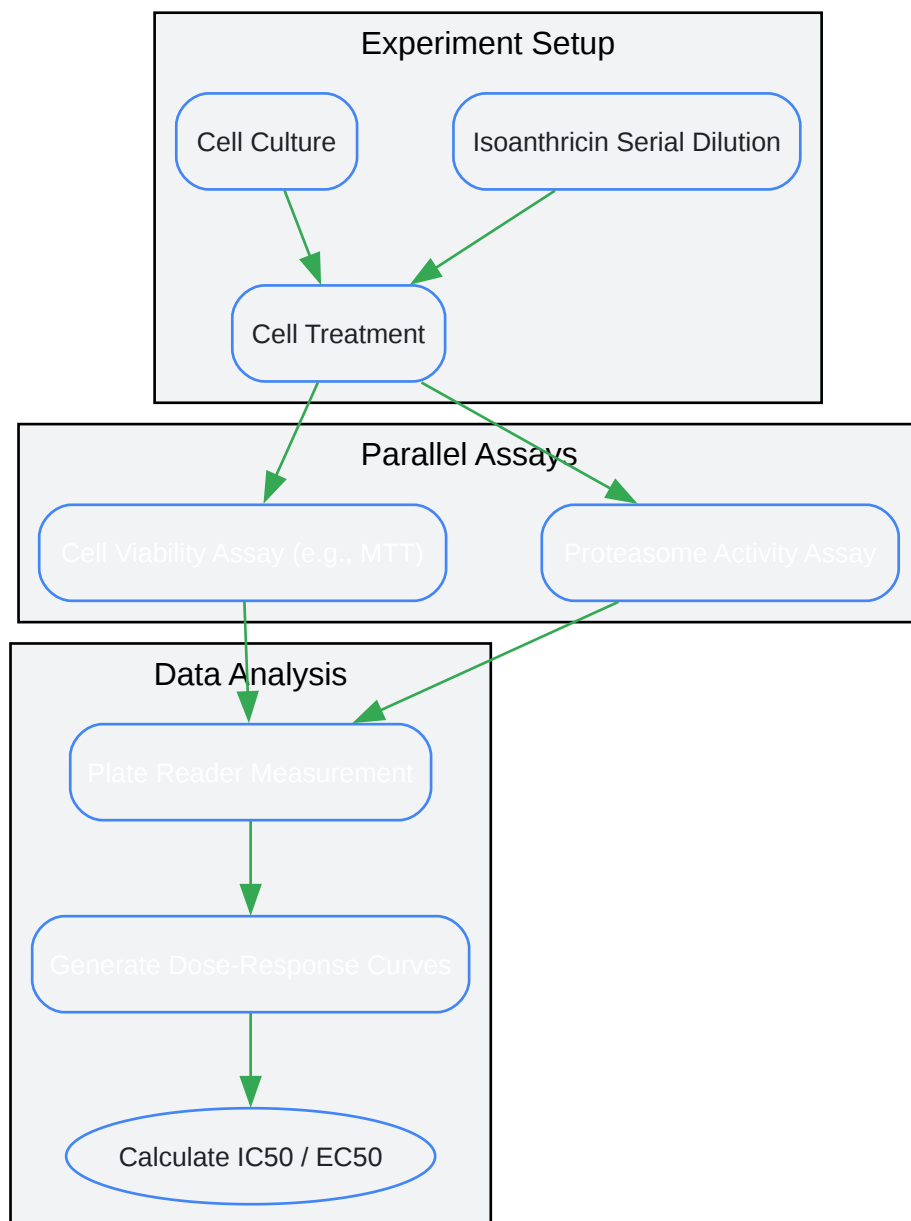 Experiment Setup
Cell Culture
Isoanthricin Serial Dilution
Cell Treatment
Parallel Assays
Cell Viability Assay (e.g., MTT)
Proteasome Activity Assay
Data Analysis
Plate Reader Measurement
Generate Dose-Response Curves
Calculate IC50 / EC50